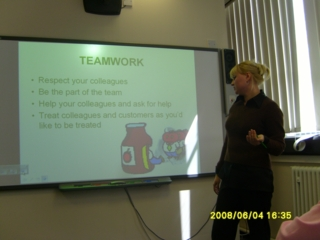 TEAMWORK
• Respect your colleagues
• Be the part of the team
• Help your colleagues and ask for help
• Treat colleagues and customers as you'd
like to be treated
2008/06/04 16:35